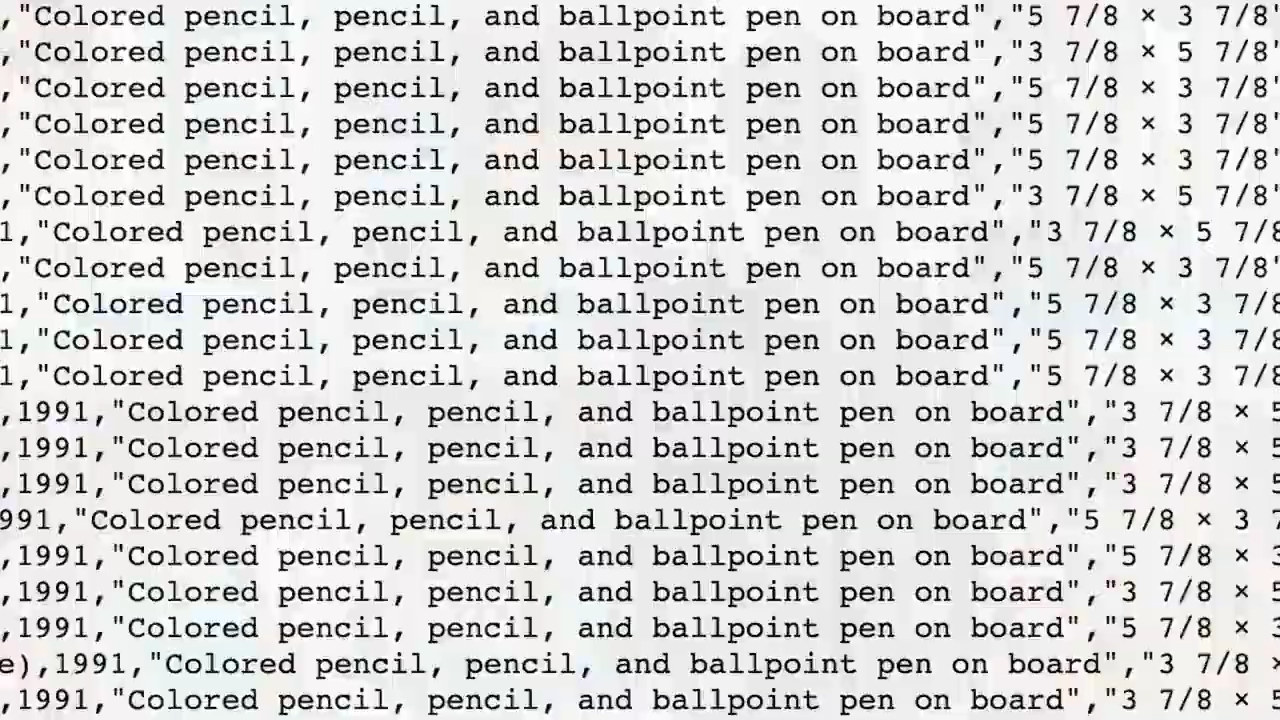 ,"Colored pencil, pencil, and ballpoint pen on board","5 7/8 × 3 7/8"
,"Colored pencil, pencil, and ballpoint pen on board","3 7/8 × 5 7/8"
,"Colored pencil, pencil, and ballpoint pen on board","5 7/8 × 3 7/8"
,"Colored pencil, pencil, and ballpoint pen on board","5 7/8 × 3 7/8"
,"Colored pencil, pencil, and ballpoint pen on board","5 7/8 × 3 7/8"
,"Colored pencil, pencil, and ballpoint pen on board","3 7/8 × 5 7/8"
1,"Colored pencil, pencil, and ballpoint pen on board","3 7/8 × 5 7/8
,"Colored pencil, pencil, and ballpoint pen on board","5 7/8 × 3 7/8"
1,"Colored pencil, pencil, and ballpoint pen on board","5 7/8 × 3 7/8
1,"Colored pencil, pencil, and ballpoint pen on board","5 7/8 × 3 7/8
1,"Colored pencil, pencil, and ballpoint pen on board","5 7/8 × 3 7/8
,1991,"Colored pencil, pencil, and ballpoint pen on board","3 7/8 × 5
,1991,"Colored pencil, pencil, and ballpoint pen on board","3 7/8 × 5
,1991,"Colored pencil, pencil, and ballpoint pen on board","3 7/8 × 5
991,"Colored pencil, pencil, and ballpoint pen on board","5 7/8 × 3 7
,1991,"Colored pencil, pencil, and ballpoint pen on board","5 7/8 × 3
,1991,"Colored pencil, pencil, and ballpoint pen on board","3 7/8 × 5
,1991,"Colored pencil, pencil, and ballpoint pen on board","5 7/8 × 3
e),1991,"Colored pencil, pencil, and ballpoint pen on board","3 7/8 ×
,1991,"Colored pencil, pencil, and ballpoint pen on board","3 7/8 × 5